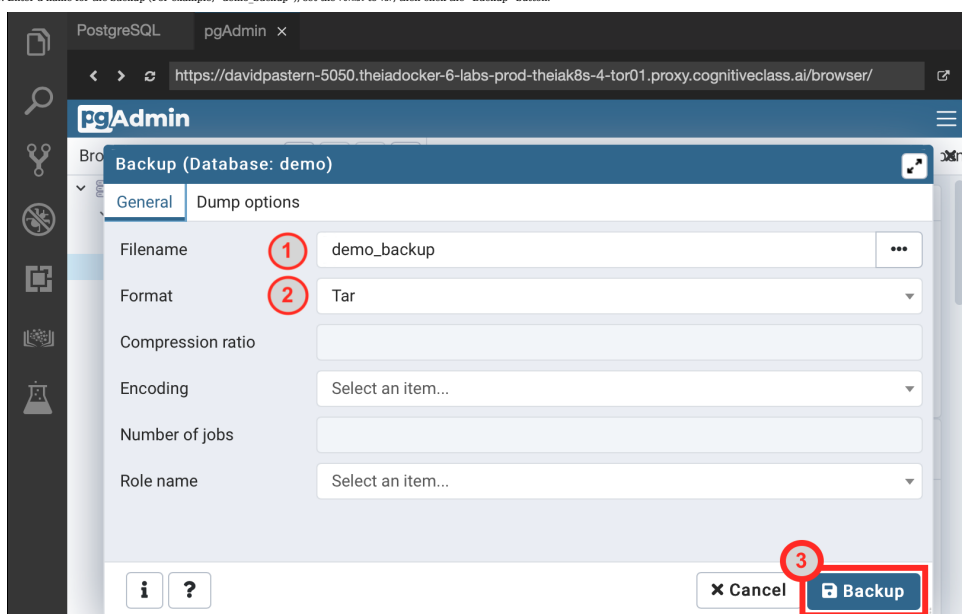 PostgreSQL pgAdmin ×
https://davidpastern-5050.theiadocker-6-labs-prod-theiak8s-4-tor01.proxy.cognitiveclass.ai/browser/
pgAdmin
Bro
Backup (Database: demo)
General Dump options
Filename 1 demo_backup •••
Format 2 Tar
Compression ratio
Encoding Select an item...
Number of jobs
Role name Select an item...
3
i ? × Cancel Backup